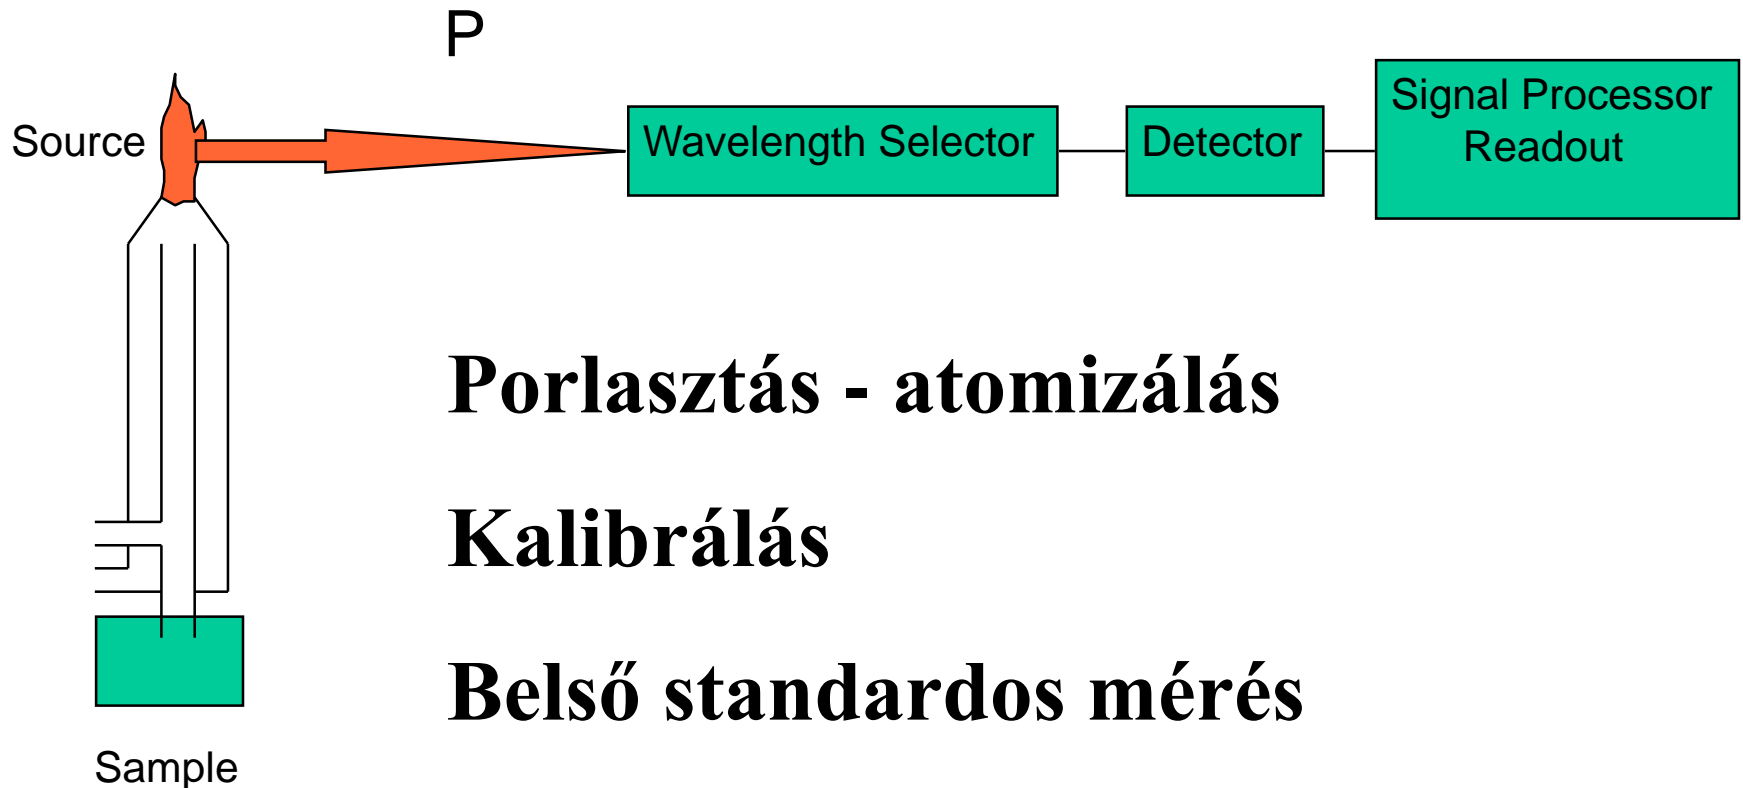 P
Source
Wavelength Selector
Detector
Signal Processor
Readout
Porlasztás - atomizálás
Kalibrálás
Belső standardos mérés
Sample